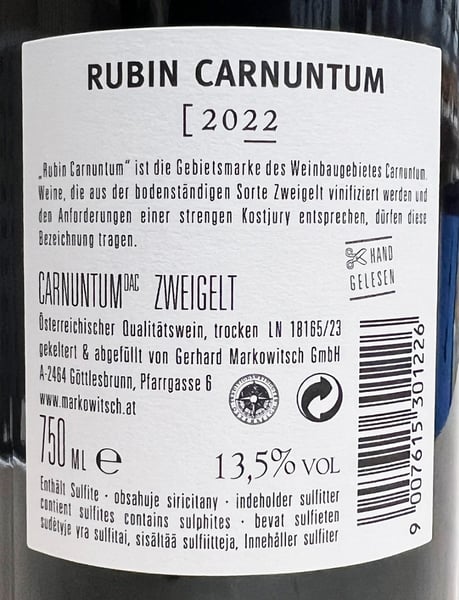 RUBIN CARNUNTUM
[2022
„Rubin Carnuntum“ ist die Gebietsmarke des Weinbaugebietes Carnuntum.
Weine, die aus der bodenständigen Sorte Zweigelt vinifiziert werden und
den Anforderungen einer strengen Kostjury entsprechen, dürfen diese
Bezeichnung tragen.
HAND
GELESEN
CARNUNTUM DAC ZWEIGELT
Österreichischer Qualitätswein, trocken LN 18165/23
gekeltert & abgefüllt von Gerhard Markowitsch GmbH
A-2464 Göttlesbrunn, Pfarrgasse 6
www.markowitsch.at
750 ML e
13,5% VOL
Enthält Sulfite · obsahuje siricitany · indeholder sulfitter
contient sulfites contains sulphites · bevat sulfieten
sudėtyje yra sulfitai, sisältää sulfiitteja, Innehåller sulfiter
9 007615 301226